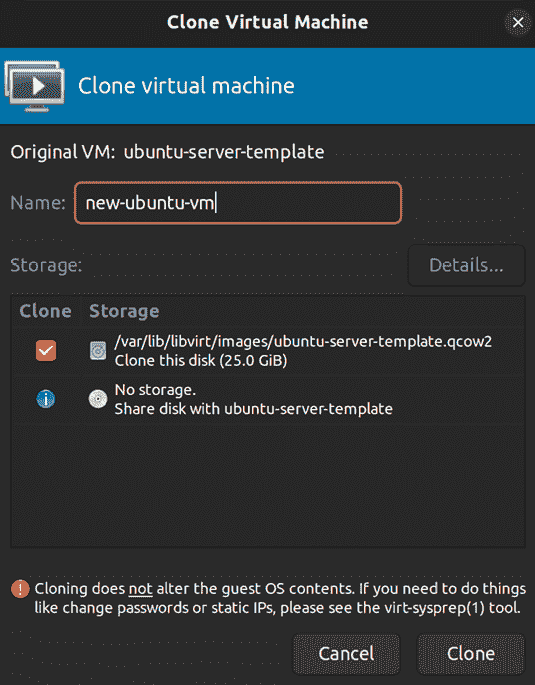 Clone Virtual Machine
Clone virtual machine
Original VM: ubuntu-server-template
Name: new-ubuntu-vm
Storage: Details...
Clone Storage
/var/lib/libvirt/images/ubuntu-server-template.qcow2
Clone this disk (25.0 GiB)
No storage.
Share disk with ubuntu-server-template
Cloning does not alter the guest OS contents. If you need to do things
like change passwords or static IPs, please see the virt-sysprep(1) tool.
Cancel Clone